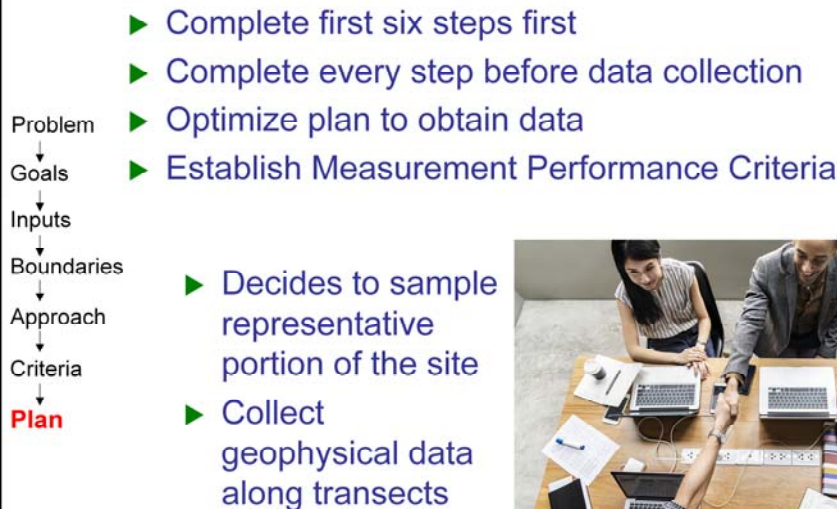 Complete first six steps first
Complete every step before data collection
Optimize plan to obtain data
Establish Measurement Performance Criteria
Problem
Goals
Inputs
Boundaries
Approach
Criteria
Plan
Decides to sample
representative
portion of the site
Collect
geophysical data
along transects